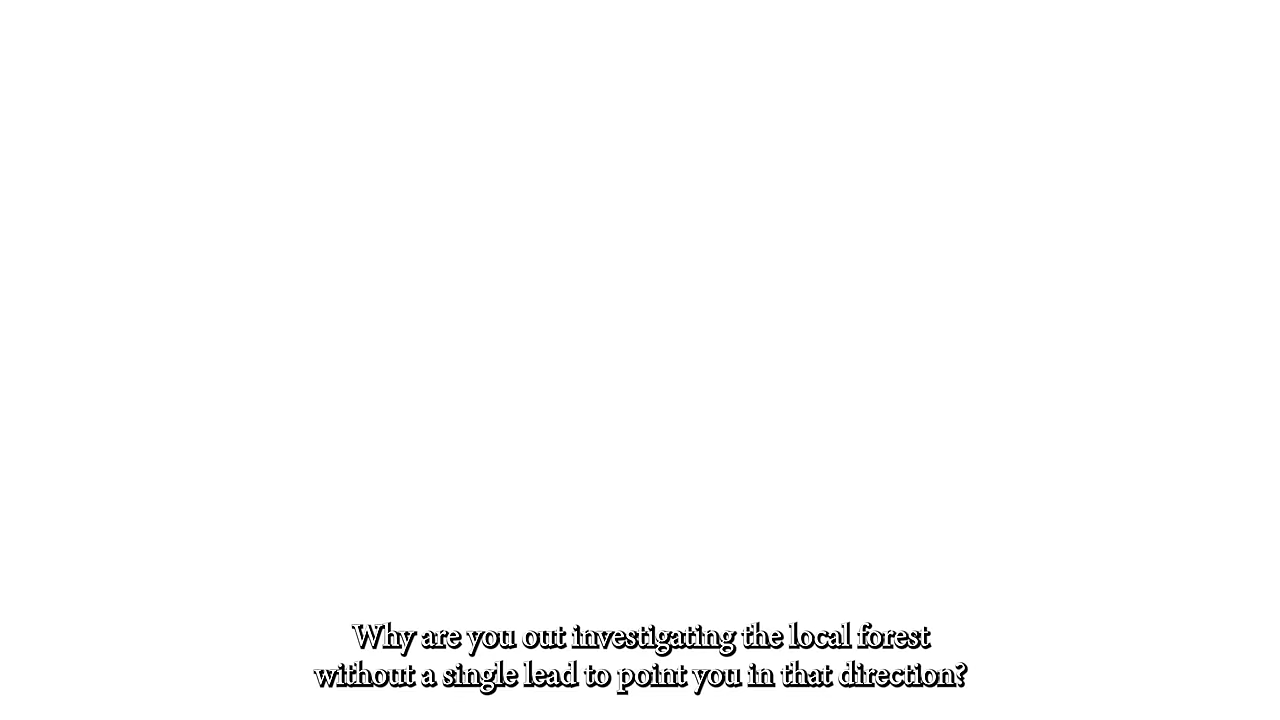 Why are you out investigating the local forest
without a single lead to point you in that direction?